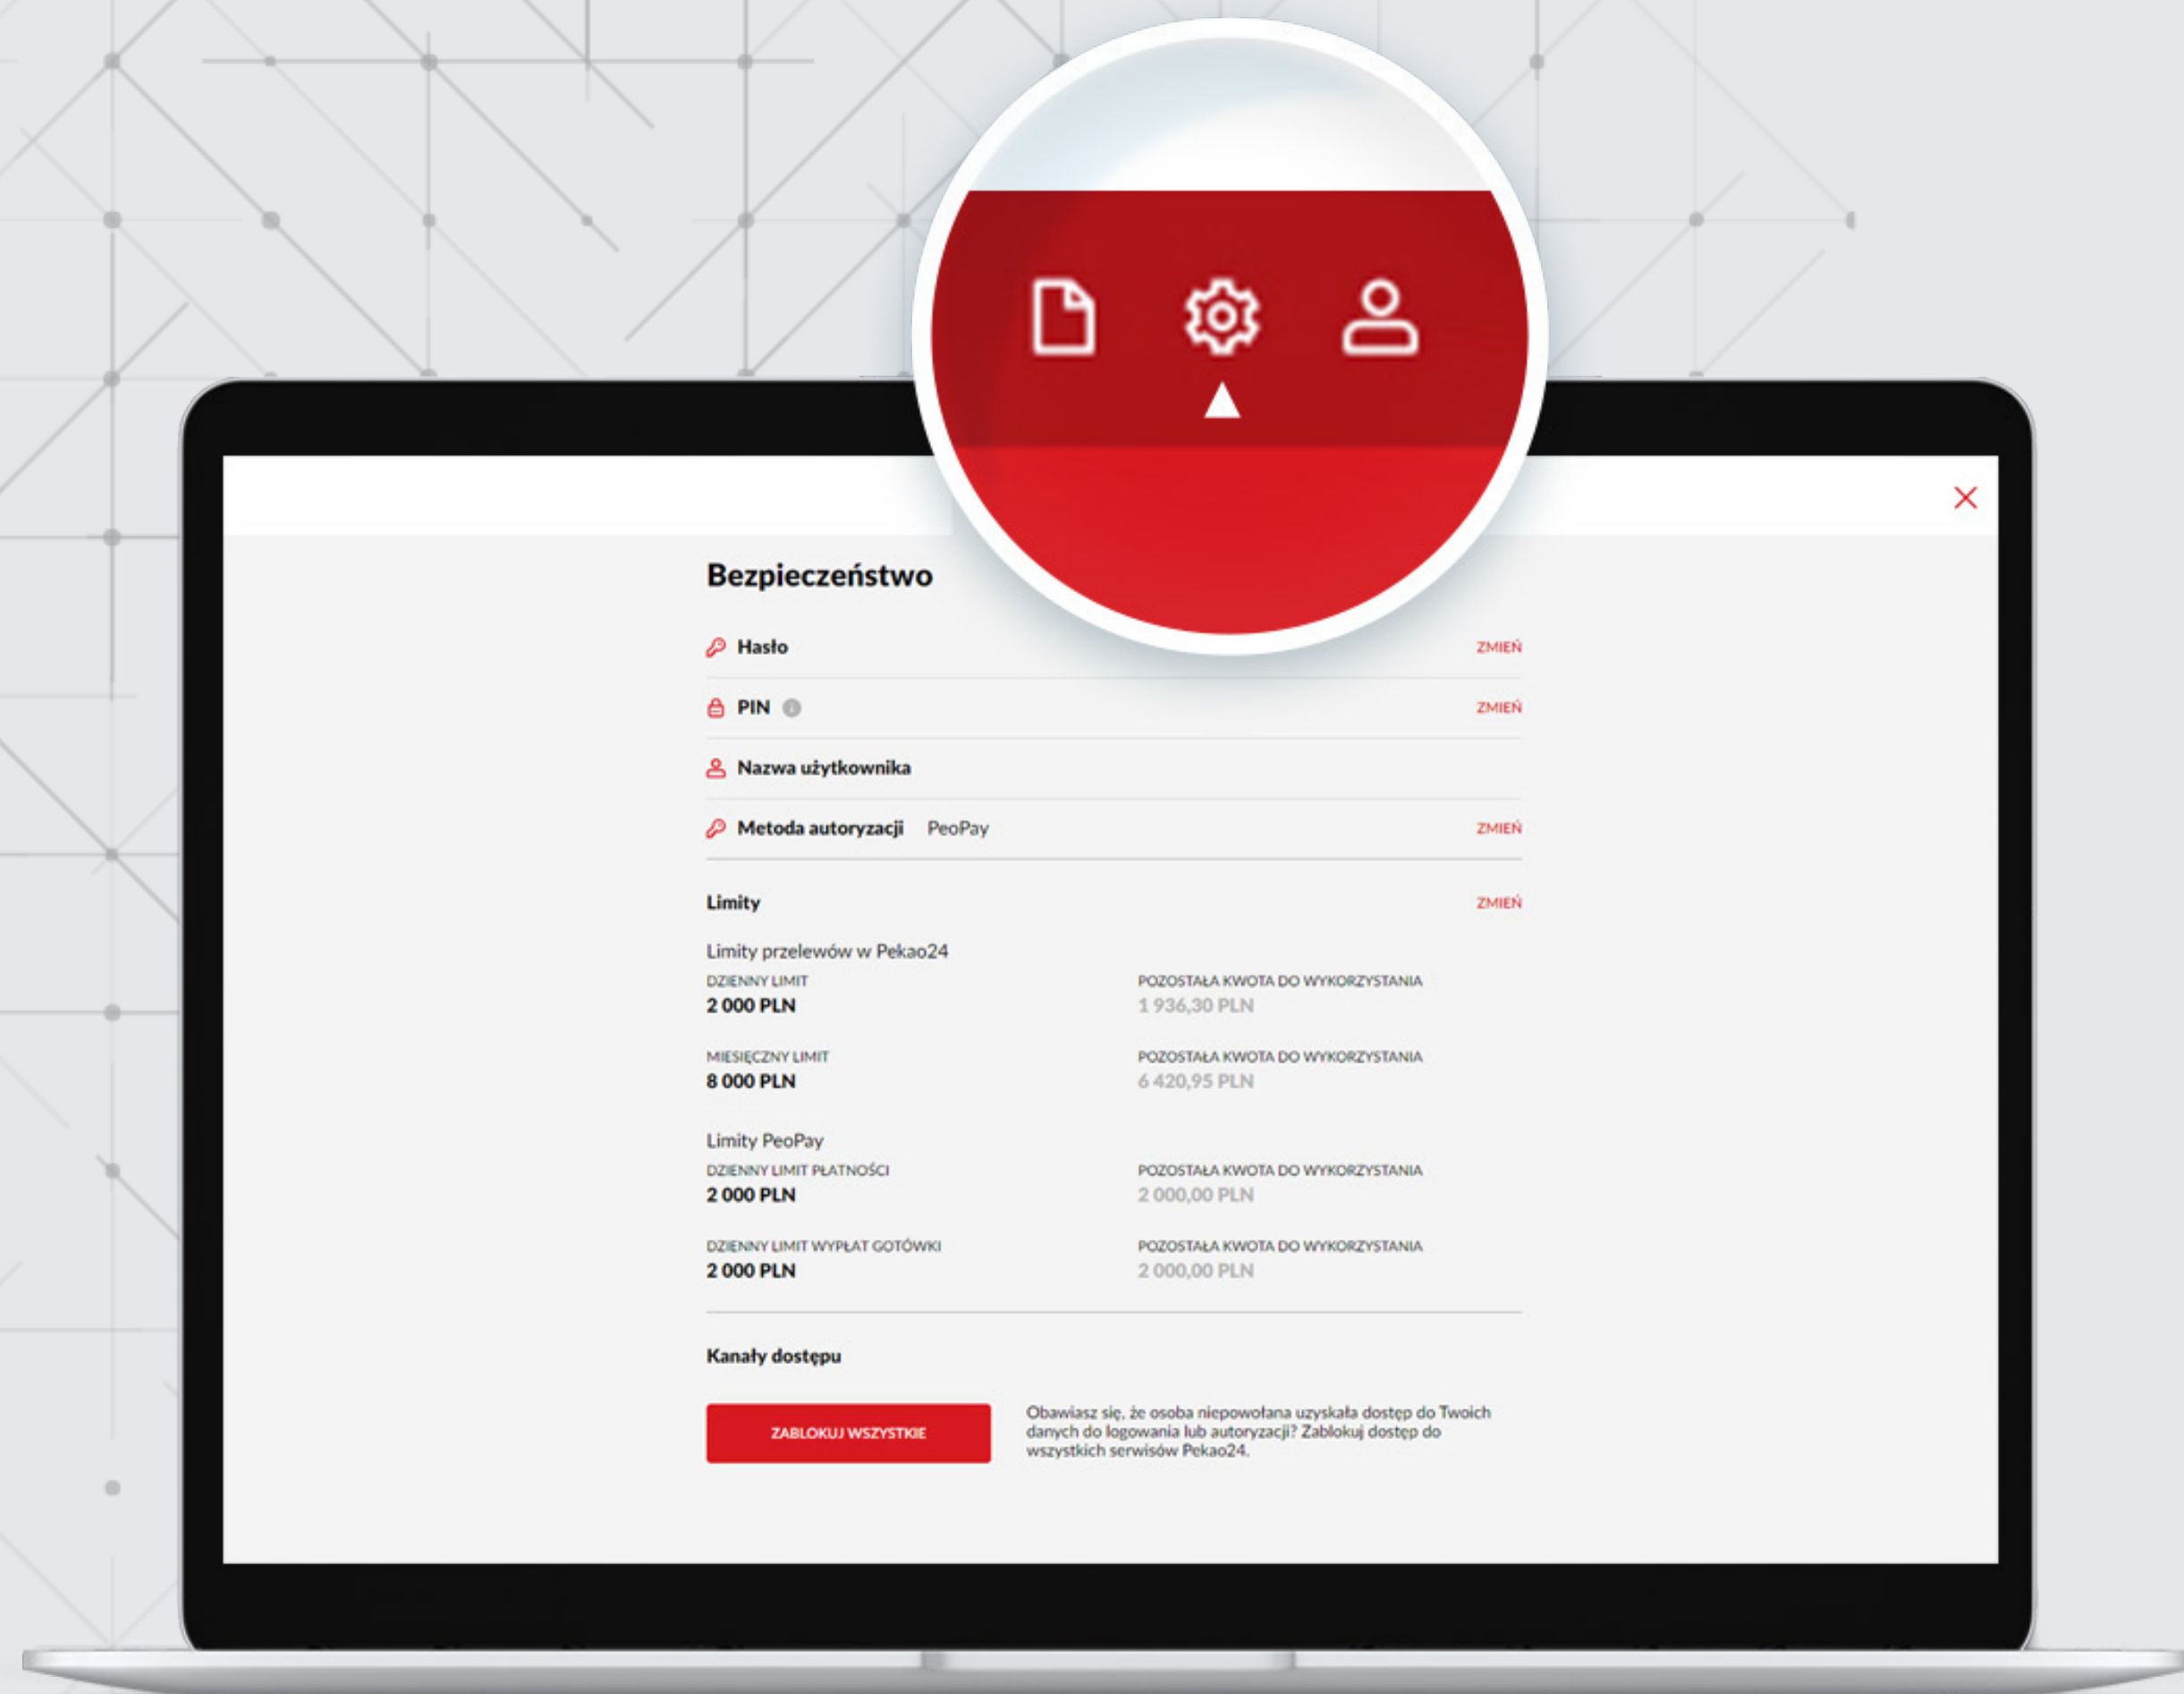 Bezpieczeństwo
Hasło ZMIEŃ
PIN ZMIEŃ
Nazwa użytkownika
Metoda autoryzacji PeoPay ZMIEŃ
Limity ZMIEŃ
Limity przelewów w Pekao24
DZIENNY LIMIT POZOSTAŁA KWOTA DO WYKORZYSTANIA
2 000 PLN 1 936,30 PLN
MIESIĘCZNY LIMIT POZOSTAŁA KWOTA DO WYKORZYSTANIA
8 000 PLN 6 420,95 PLN
Limity PeoPay
DZIENNY LIMIT PŁATNOŚCI POZOSTAŁA KWOTA DO WYKORZYSTANIA
2 000 PLN 2 000,00 PLN
DZIENNY LIMIT WYPŁAT GOTÓWKI POZOSTAŁA KWOTA DO WYKORZYSTANIA
2 000 PLN 2 000,00 PLN
Kanały dostępu
ZABLOKUJ WSZYSTKIE
Obawiasz się, że osoba niepowołana uzyskała dostęp do Twoich
danych do logowania lub autoryzacji? Zablokuj dostęp do
wszystkich serwisów Pekao24.